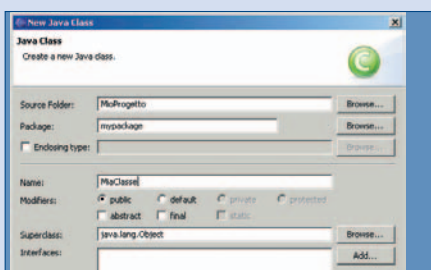 New Java Class
Java Class
Create a new Java class.
Source Folder: MioProgetto Browse...
Package: mypackage Browse...
Enclosing type: Browse...
Name: MiaClasse
Modifiers: public default private protected
abstract final static
Superclass: java.lang.Object Browse...
Interfaces: Add...
C